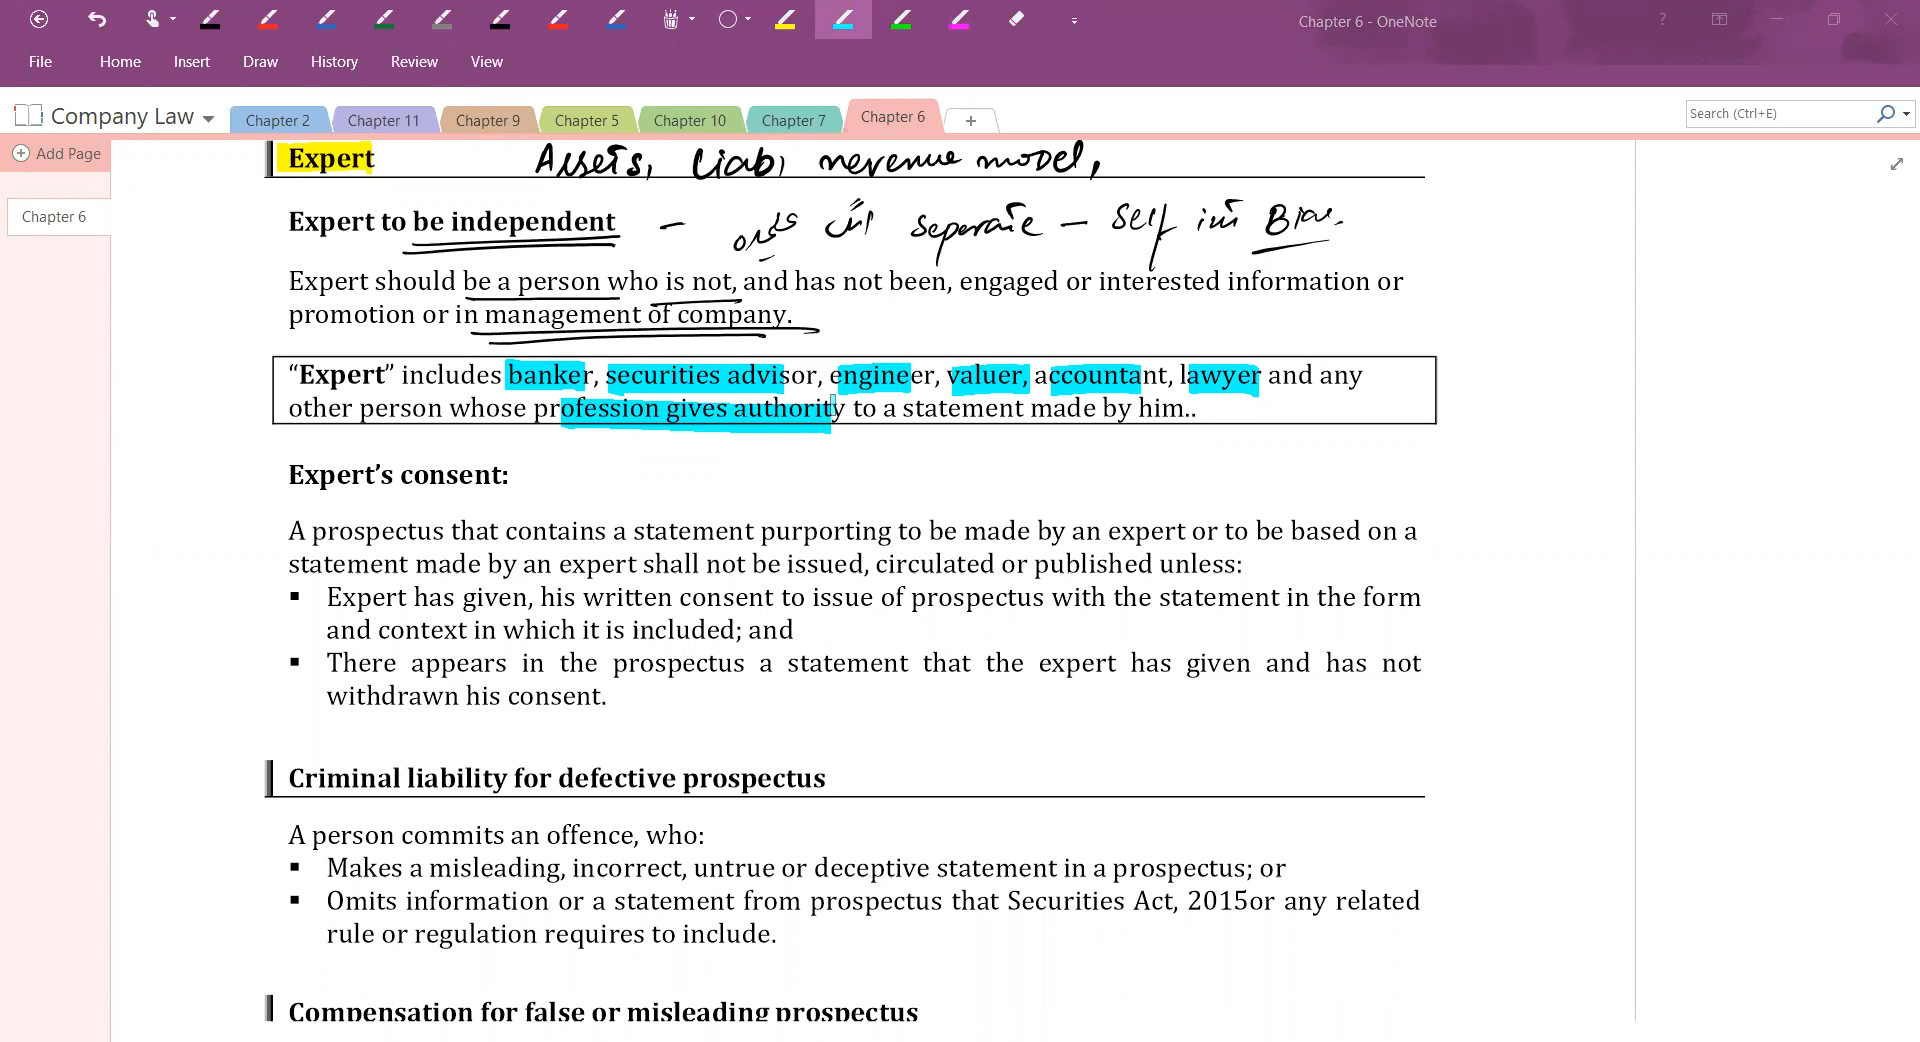 Chapter 6 - OneNote
File Home Insert Draw History Review View
Company Law Chapter 2 Chapter 11 Chapter 9 Chapter 5 Chapter 10 Chapter 7 Chapter 6 Search (Ctrl+E)
Add Page
Chapter 6
Expert Assets, Liab, revenue model,
Expert to be independent - علیحدہ الگ separate - Self int Bias.
Expert should be a person who is not, and has not been, engaged or interested information or
promotion or in management of company.
“Expert” includes banker, securities advisor, engineer, valuer, accountant, lawyer and any
other person whose profession gives authority to a statement made by him..
Expert’s consent:
A prospectus that contains a statement purporting to be made by an expert or to be based on a
statement made by an expert shall not be issued, circulated or published unless:
▪ Expert has given, his written consent to issue of prospectus with the statement in the form
and context in which it is included; and
▪ There appears in the prospectus a statement that the expert has given and has not
withdrawn his consent.
Criminal liability for defective prospectus
A person commits an offence, who:
▪ Makes a misleading, incorrect, untrue or deceptive statement in a prospectus; or
▪ Omits information or a statement from prospectus that Securities Act, 2015or any related
rule or regulation requires to include.
Compensation for false or misleading prospectus